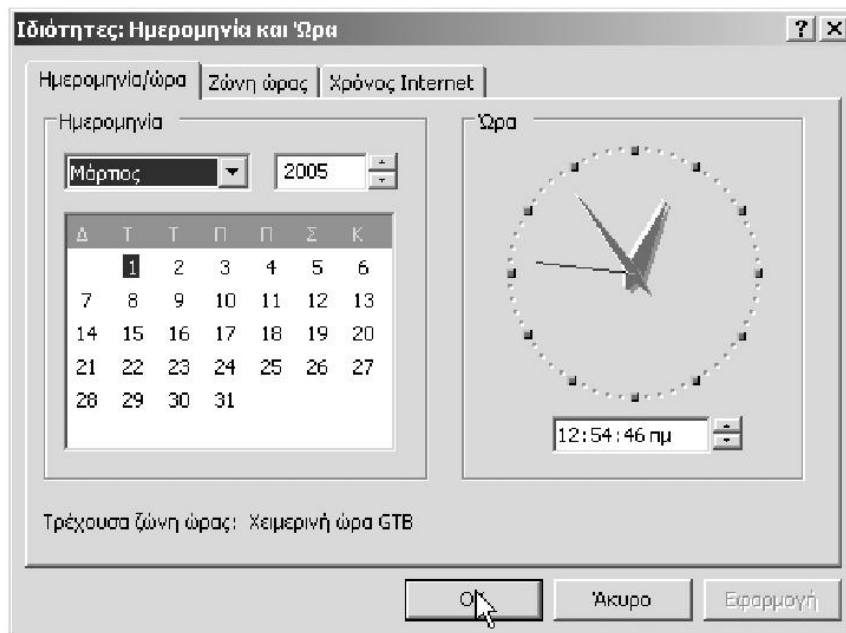 Ιδιότητες: Ημερομηνία και Ώρα
Ημερομηνία/ώρα Ζώνη ώρας Χρόνος Internet
Ημερομηνία
Μάρτιος 2005
Δ Τ Τ Π Π Σ Κ
1 2 3 4 5 6
7 8 9 10 11 12 13
14 15 16 17 18 19 20
21 22 23 24 25 26 27
28 29 30 31
Ώρα
12:54:46 πμ
Τρέχουσα ζώνη ώρας: Χειμερινή ώρα GTB
Άκυρο Εφαρμογή